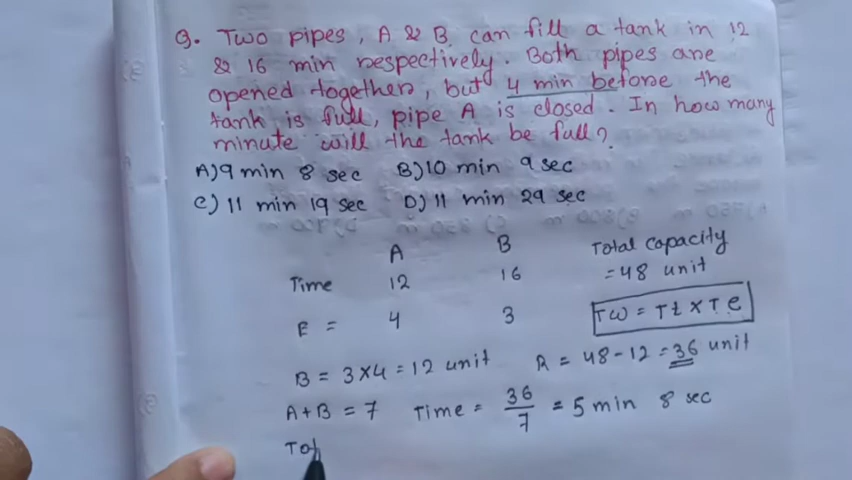 Q. Two pipes, A & B can fill a tank in 12
& 16 min respectively. Both pipes are
opened together, but 4 min before the
tank is full, pipe A is closed. In how many
minute will the tank be full?
A) 9 min 8 sec B) 10 min 9 sec
C) 11 min 19 sec D) 11 min 29 sec
A B Total capacity
Time 12 16 = 48 unit
E = 4 3 TW = Tt x Te
B = 3 x 4 = 12 unit R = 48 - 12 = 36 unit
A + B = 7 Time = 36/7 = 5 min 8 sec
Tot